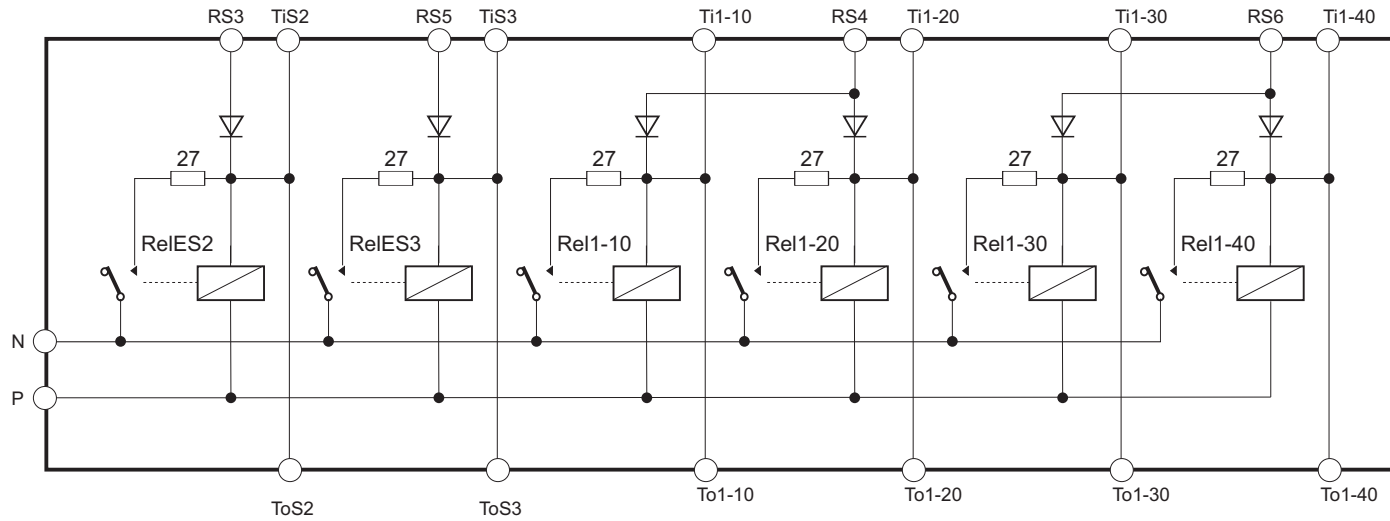 RS3 TiS2 RS5 TiS3 Ti1-10 RS4 Ti1-20 Ti1-30 RS6 Ti1-40
27 27 27 27 27 27
RelES2 RelES3 Rel1-10 Rel1-20 Rel1-30 Rel1-40
N
P
ToS2 ToS3 To1-10 To1-20 To1-30 To1-40